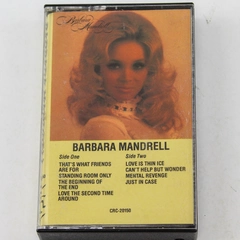 Barbara Mandrell
BARBARA MANDRELL
Side One
THAT'S WHAT FRIENDS
ARE FOR
STANDING ROOM ONLY
THE BEGINNING OF
THE END
LOVE THE SECOND TIME
AROUND
Side Two
LOVE IS THIN ICE
CAN'T HELP BUT WONDER
MENTAL REVENGE
JUST IN CASE